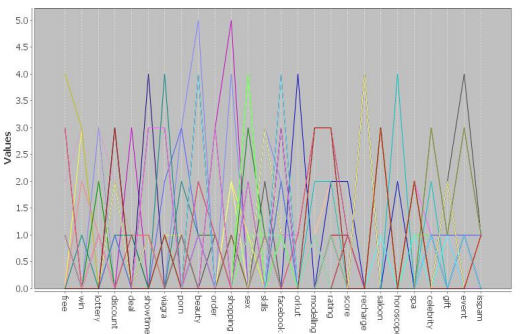 5.0
4.5
4.0
3.5
3.0
2.5
2.0
1.5
1.0
0.5
0.0
Values
free
win
lottery
discount
deal
showtime
viagra
porn
beauty
order
shopping
sex
skills
facebook
orkut
modelling
rating
score
recharge
saloon
horoscope
spa
celebrity
gift
event
isspam